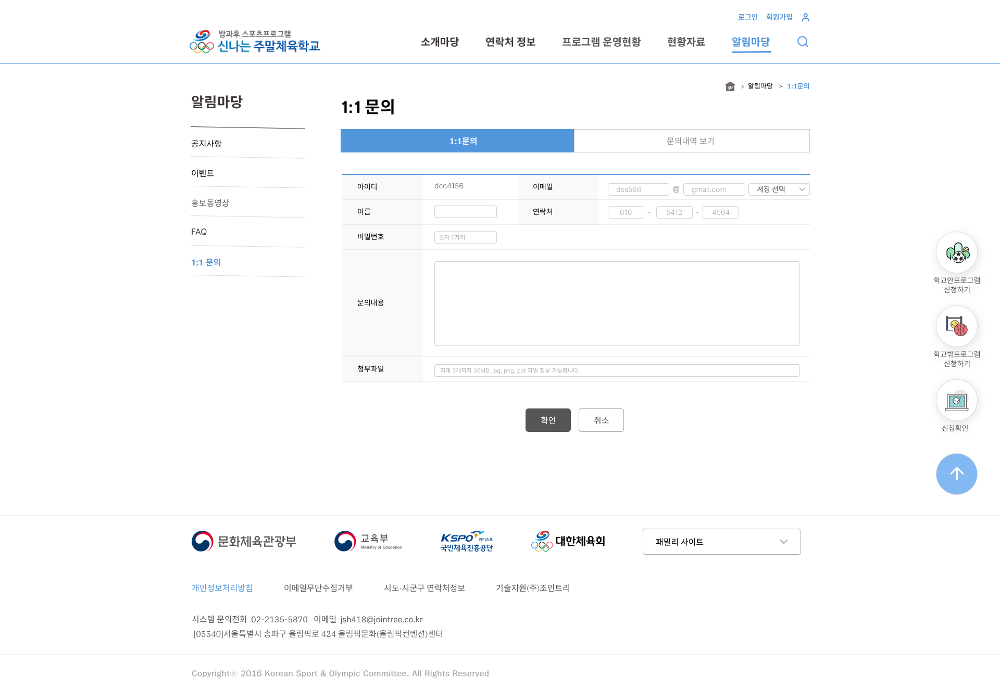 로그인 회원가입
방과후 스포츠프로그램
신나는 주말체육학교
소개마당 연락처 정보 프로그램 운영현황 현황자료 알림마당
> 알림마당 > 1:1문의
알림마당
공지사항
이벤트
홍보동영상
FAQ
1:1 문의
1:1 문의
1:1문의 문의내역 보기
아이디 dcc4156 이메일 dss566 @ gmail.com 계정 선택
이름 연락처 010 - 5412 - 4564
비밀번호 숫자 6자리
문의내용
첨부파일 최대 3개까지 30MB, jpg, png, ppt 파일 첨부 가능합니다.
확인 취소
학교안프로그램
신청하기
학교밖프로그램
신청하기
신청확인
문화체육관광부
교육부
Ministry of Education
KSPO 케이스포
국민체육진흥공단
대한체육회
패밀리 사이트
개인정보처리방침 이메일무단수집거부 시도·시군구 연락처정보 기술지원(주)조인트리
시스템 문의전화 02-2135-5870 이메일 jsh418@jointree.co.kr
[05540]서울특별시 송파구 올림픽로 424 올림픽문화(올림픽컨벤션)센터
Copyrightⓒ 2016 Korean Sport & Olympic Committee. All Rights Reserved